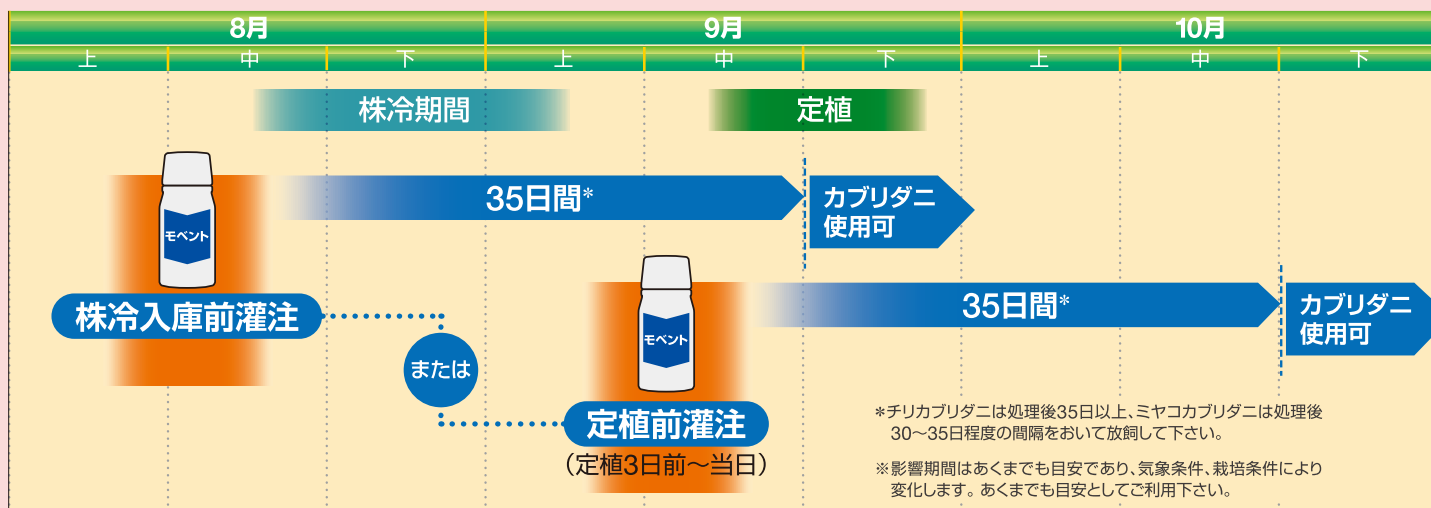 8月 9月 10月
上 中 下 上 中 下 上 中 下
株冷期間 定植
モベント
35日間*
カブリダニ
使用可
株冷入庫前灌注
または
モベント
35日間*
カブリダニ
使用可
定植前灌注
（定植3日前〜当日）
*チリカブリダニは処理後35日以上、ミヤコカブリダニは処理後
30〜35日程度の間隔をおいて放飼して下さい。
※影響期間はあくまでも目安であり、気象条件、栽培条件により
変化します。あくまでも目安としてご利用下さい。